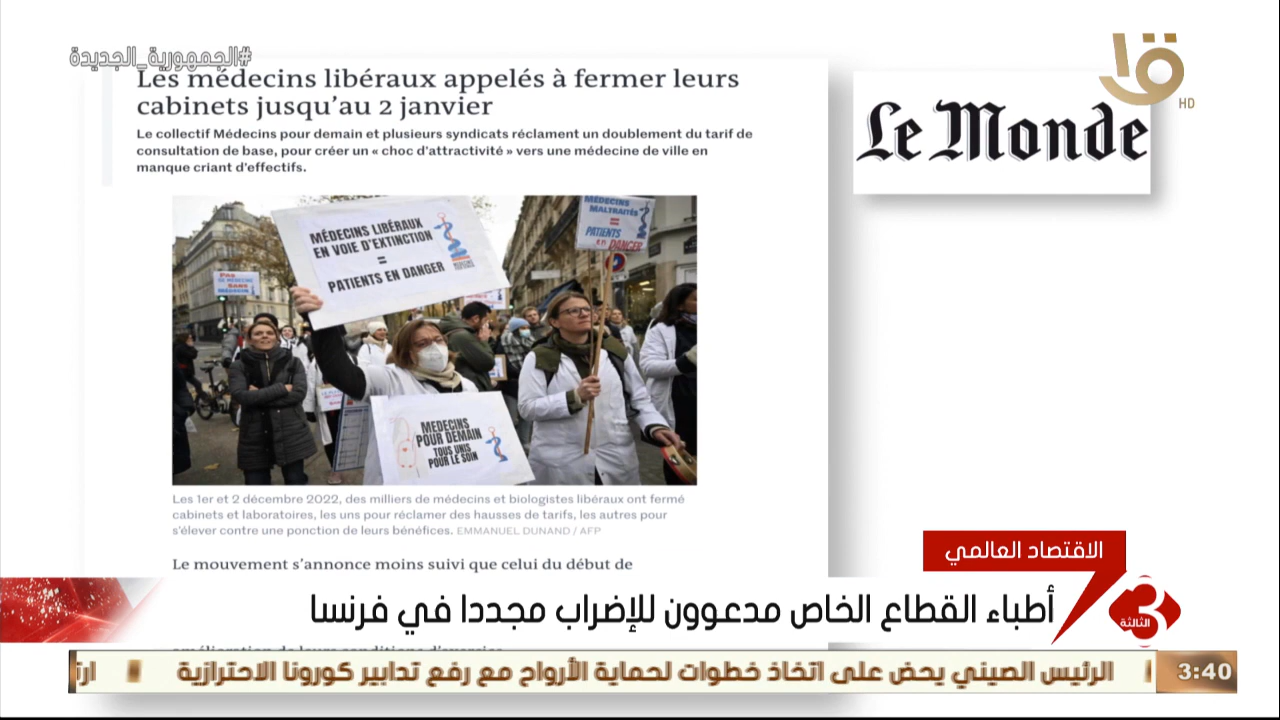 #الجمهورية_الجديدة
HD
Le Monde
Les médecins libéraux appelés à fermer leurs
cabinets jusqu'au 2 janvier
Le collectif Médecins pour demain et plusieurs syndicats réclament un doublement du tarif de
consultation de base, pour créer un « choc d'attractivité » vers une médecine de ville en
manque criant d'effectifs.
MÉDECINS LIBÉRAUX
EN VOIE D'EXTINCTION
=
PATIENTS EN DANGER
MÉDECINS
MALTRAITÉS
=
PATIENTS
en DANGER
PAS
DE MÉDECINE
SANS
MÉDECIN
MEDECINS
POUR DEMAIN
TOUS UNIS
POUR LE SOIN
Les 1er et 2 décembre 2022, des milliers de médecins et biologistes libéraux ont fermé
cabinets et laboratoires, les uns pour réclamer des hausses de tarifs, les autres pour
s'élever contre une ponction de leurs bénéfices. EMMANUEL DUNAND / AFP
Le mouvement s'annonce moins suivi que celui du début de
الاقتصاد العالمي
أطباء القطاع الخاص مدعوون للإضراب مجددا في فرنسا
3
الثالثة
الرئيس الصيني يحض على اتخاذ خطوات لحماية الأرواح مع رفع تدابير كورونا الاحترازية
3:40